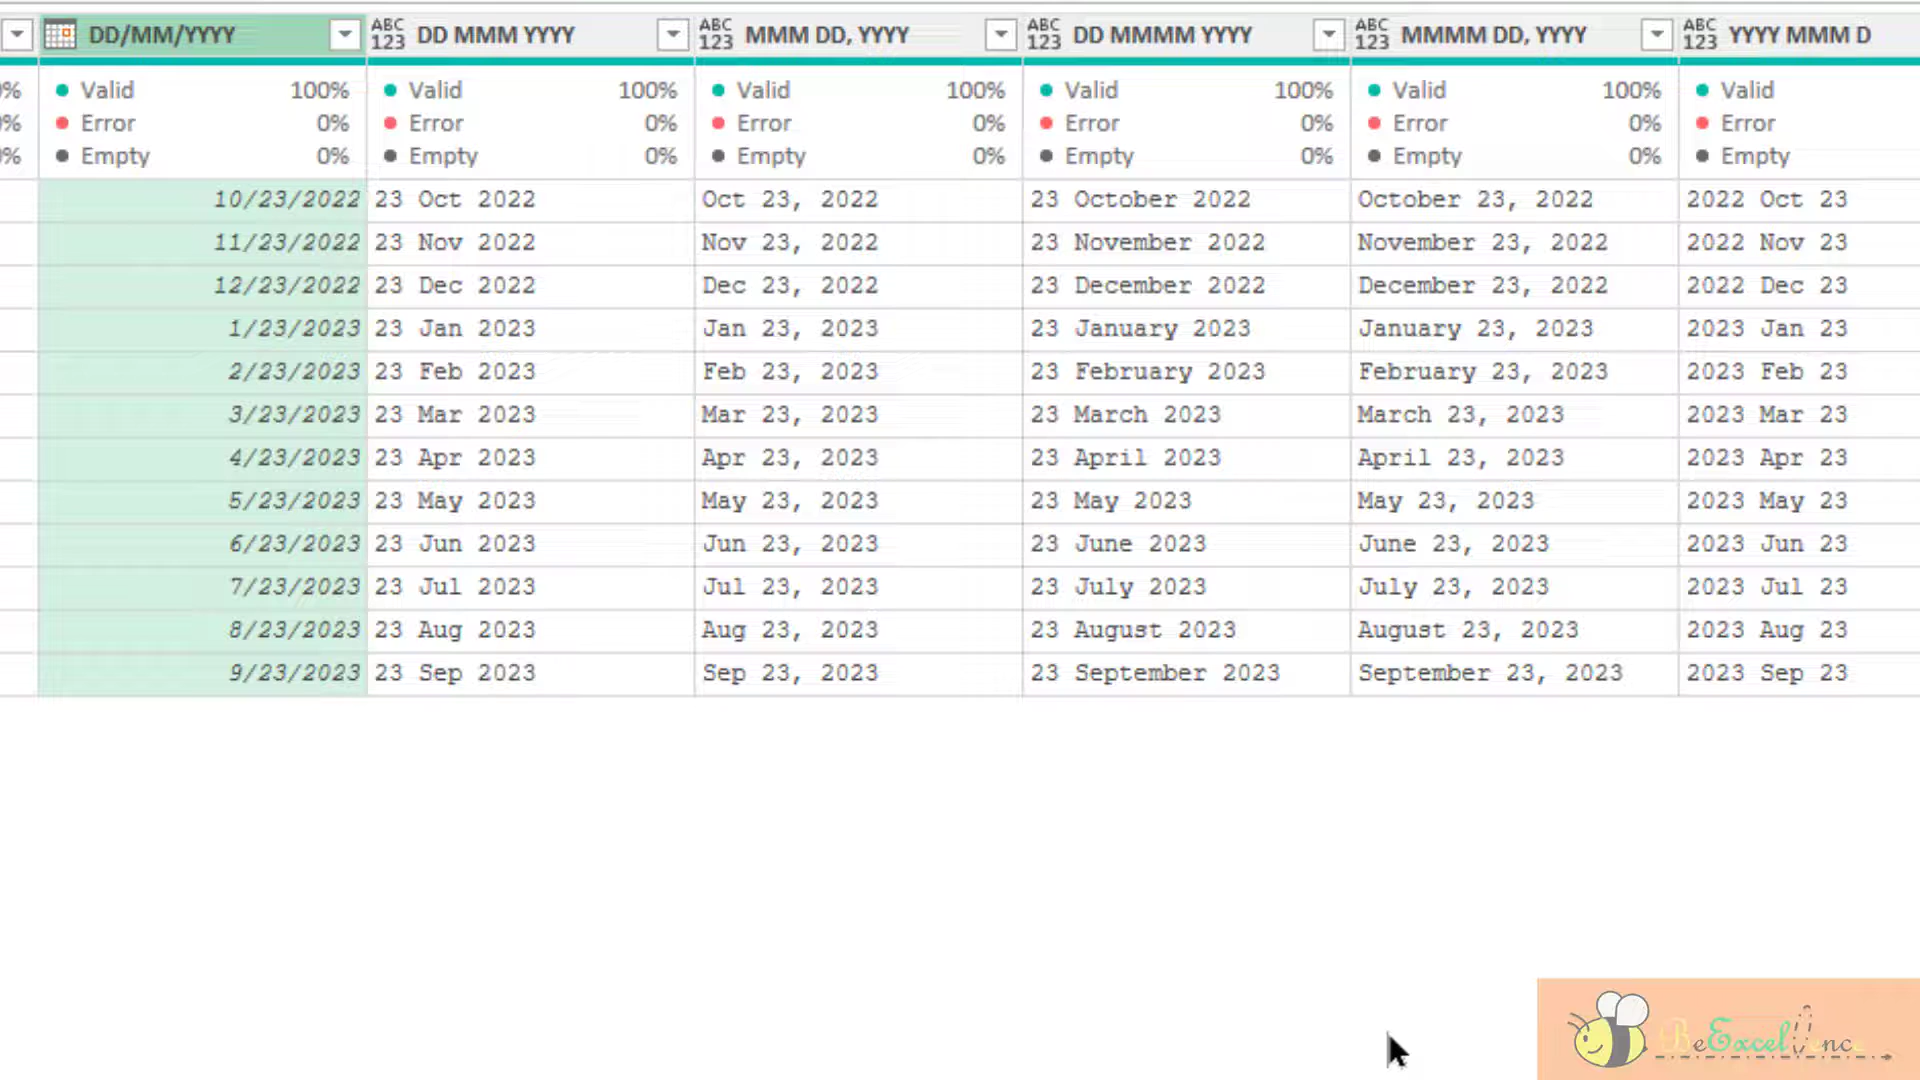 DD/MM/YYYY ABC 123 DD MMM YYYY ABC 123 MMM DD, YYYY ABC 123 DD MMMM YYYY ABC 123 MMMM DD, YYYY ABC 123 YYYY MMM D
% Valid 100% Valid 100% Valid 100% Valid 100% Valid 100% Valid
% Error 0% Error 0% Error 0% Error 0% Error 0% Error
% Empty 0% Empty 0% Empty 0% Empty 0% Empty 0% Empty
10/23/2022 23 Oct 2022 Oct 23, 2022 23 October 2022 October 23, 2022 2022 Oct 23
11/23/2022 23 Nov 2022 Nov 23, 2022 23 November 2022 November 23, 2022 2022 Nov 23
12/23/2022 23 Dec 2022 Dec 23, 2022 23 December 2022 December 23, 2022 2022 Dec 23
1/23/2023 23 Jan 2023 Jan 23, 2023 23 January 2023 January 23, 2023 2023 Jan 23
2/23/2023 23 Feb 2023 Feb 23, 2023 23 February 2023 February 23, 2023 2023 Feb 23
3/23/2023 23 Mar 2023 Mar 23, 2023 23 March 2023 March 23, 2023 2023 Mar 23
4/23/2023 23 Apr 2023 Apr 23, 2023 23 April 2023 April 23, 2023 2023 Apr 23
5/23/2023 23 May 2023 May 23, 2023 23 May 2023 May 23, 2023 2023 May 23
6/23/2023 23 Jun 2023 Jun 23, 2023 23 June 2023 June 23, 2023 2023 Jun 23
7/23/2023 23 Jul 2023 Jul 23, 2023 23 July 2023 July 23, 2023 2023 Jul 23
8/23/2023 23 Aug 2023 Aug 23, 2023 23 August 2023 August 23, 2023 2023 Aug 23
9/23/2023 23 Sep 2023 Sep 23, 2023 23 September 2023 September 23, 2023 2023 Sep 23